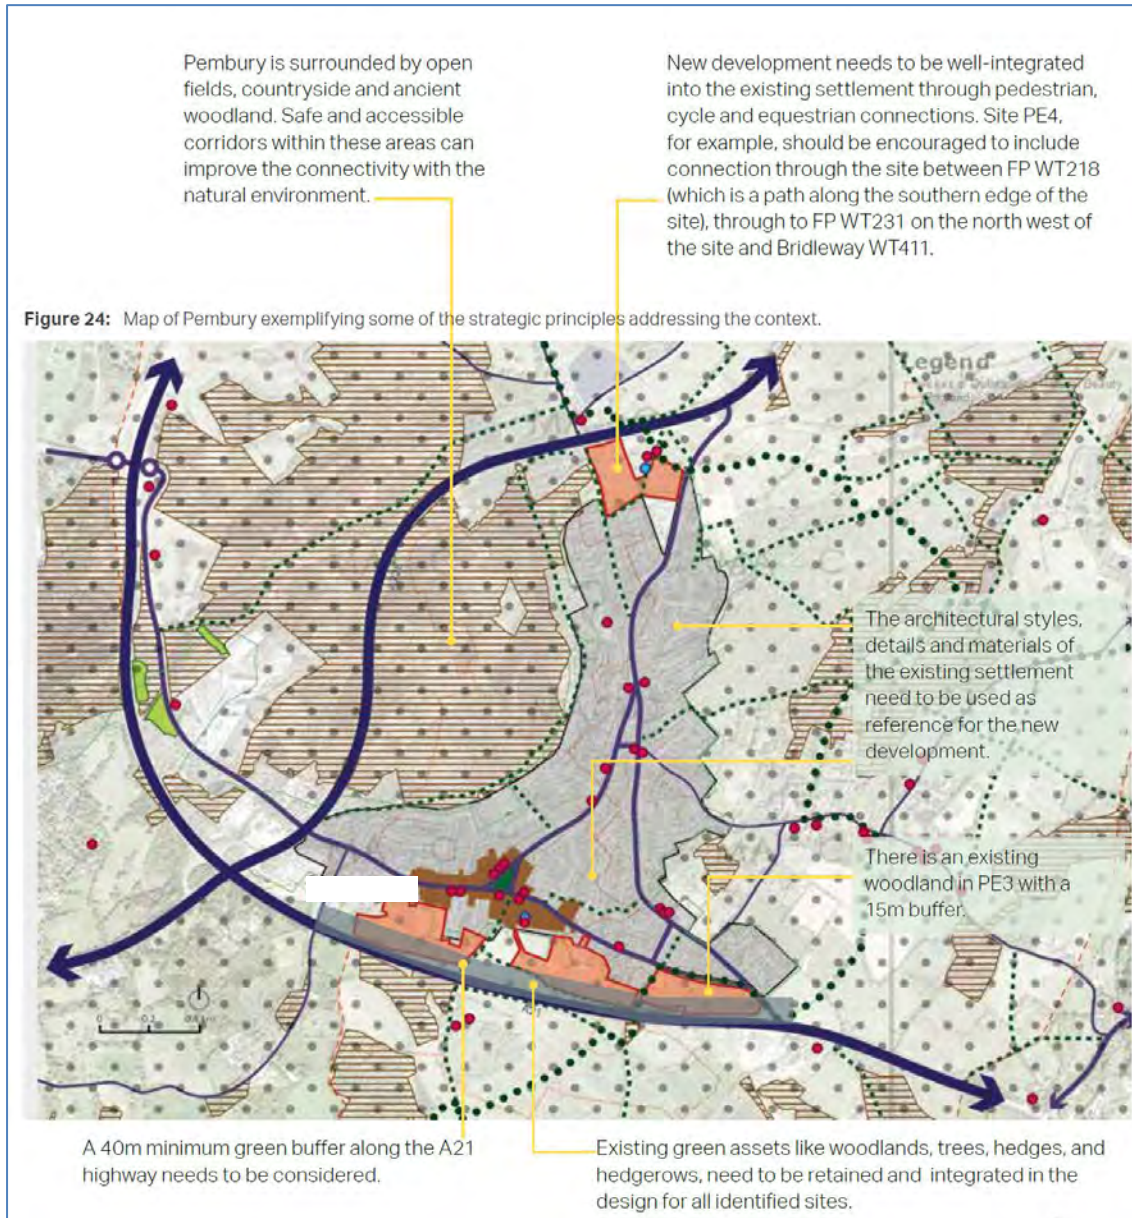 Pembury is surrounded by open
fields, countryside and ancient
woodland. Safe and accessible
corridors within these areas can
improve the connectivity with the
natural environment.
New development needs to be well-integrated
into the existing settlement through pedestrian,
cycle and equestrian connections. Site PE4,
for example, should be encouraged to include
connection through the site between FP WT218
(which is a path along the southern edge of the
site), through to FP WT231 on the north west of
the site and Bridleway WT411.
Figure 24: Map of Pembury exemplifying some of the strategic principles addressing the context.
Legend
The architectural styles,
details and materials of
the existing settlement
need to be used as
reference for the new
development.
There is an existing
woodland in PE3 with a
15m buffer.
A21
A 40m minimum green buffer along the A21
highway needs to be considered.
Existing green assets like woodlands, trees, hedges, and
hedgerows, need to be retained and integrated in the
design for all identified sites.